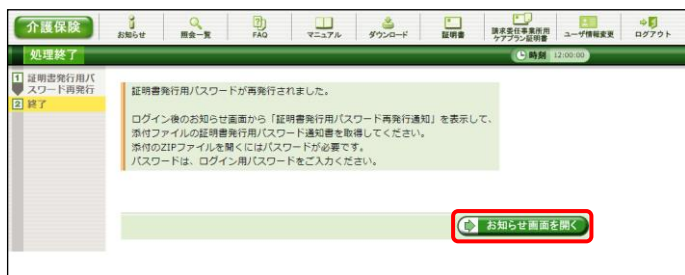 介護保険
お知らせ
照会一覧
FAQ
マニュアル
ダウンロード
証明書
請求委任事業所用
ケアプラン証明書
ユーザ情報変更
ログアウト
処理終了
時刻 12:00:00
1 証明書発行用パ
スワード再発行
2 終了
証明書発行用パスワードが再発行されました。
ログイン後のお知らせ画面から「証明書発行用パスワード再発行通知」を表示して、
添付ファイルの証明書発行用パスワード通知書を取得してください。
添付のZIPファイルを開くにはパスワードが必要です。
パスワードは、ログイン用パスワードをご入力ください。
お知らせ画面を開く